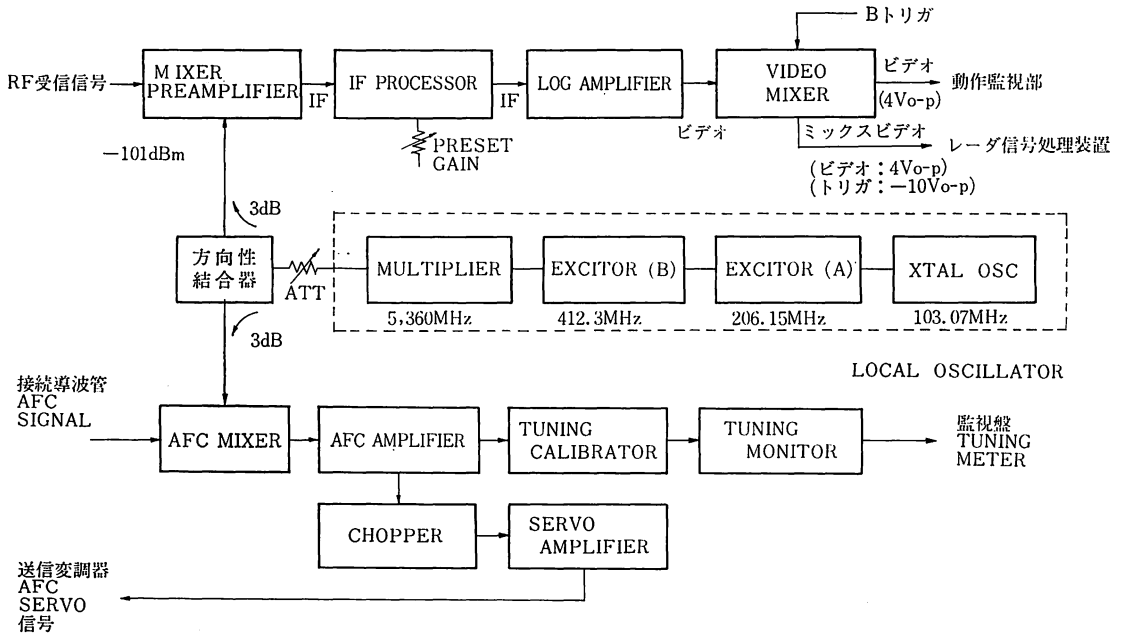 Bトリガ
RF受信信号
MIXER
PREAMPLIFIER
IF
IF PROCESSOR
IF
LOG AMPLIFIER
ビデオ
VIDEO
MIXER
ビデオ
(4Vo-p)
動作監視部
ミックスビデオ
レーダ信号処理装置
(ビデオ:4Vo-p)
(トリガ:-10Vo-p)
PRESET
GAIN
-101dBm
3dB
方向性
結合器
ATT
MULTIPLIER
EXCITOR (B)
EXCITOR (A)
XTAL OSC
5,360MHz
412.3MHz
206.15MHz
103.07MHz
3dB
LOCAL OSCILLATOR
接続導波管
AFC
SIGNAL
AFC MIXER
AFC AMPLIFIER
TUNING
CALIBRATOR
TUNING
MONITOR
監視盤
TUNING
METER
CHOPPER
SERVO
AMPLIFIER
送信変調器
AFC
SERVO
信号